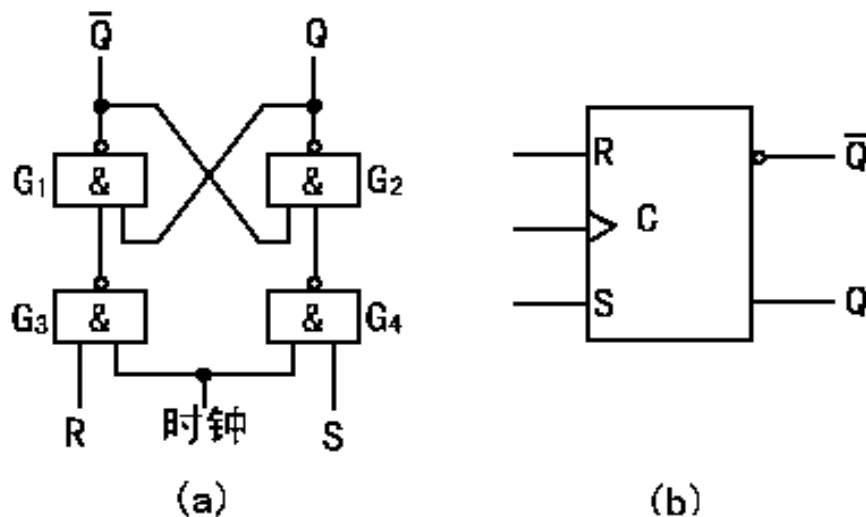 Q̅ Q
G₁ & & G₂
G₃ & & G₄
R 时钟 S
(a)
R Q̅
C
S Q
(b)